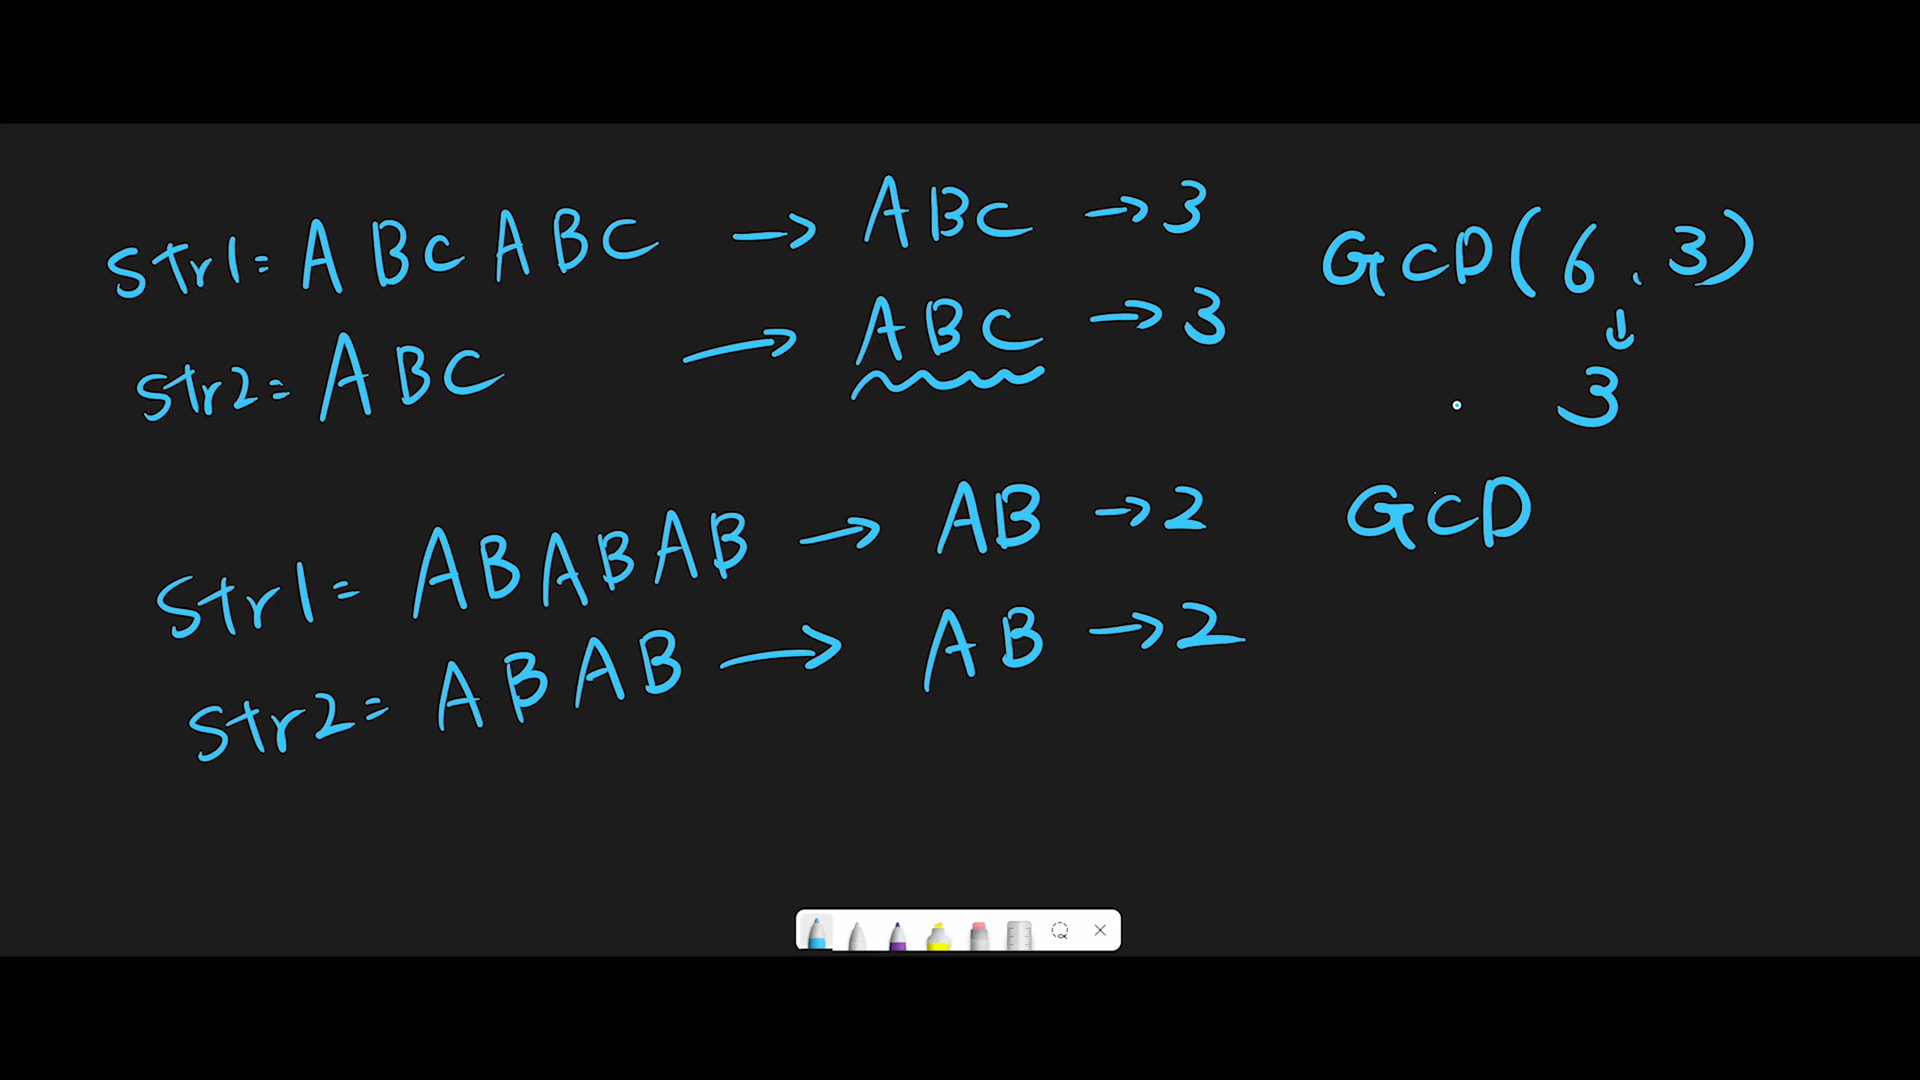 Str1= ABCABC → ABC → 3
Str2= ABC → ABC → 3
GCD(6,3)
↓
3
Str1= ABABAB → AB → 2
Str2= ABAB → AB → 2
GCD